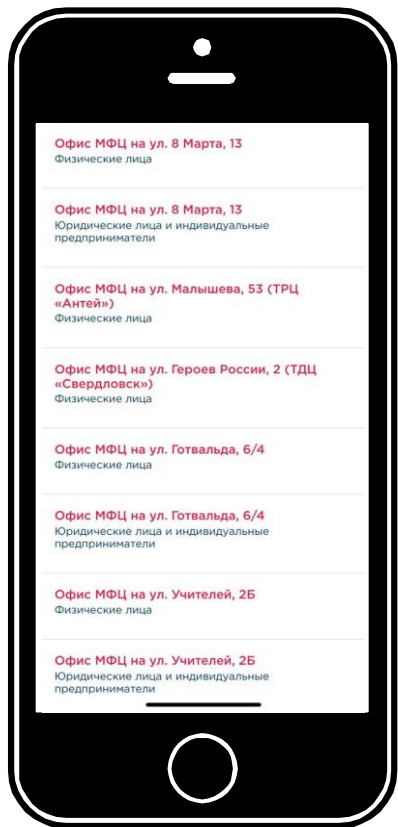 Офис МФЦ на ул. 8 Марта, 13
Физические лица
Офис МФЦ на ул. 8 Марта, 13
Юридические лица и индивидуальные
предприниматели
Офис МФЦ на ул. Малышева, 53 (ТРЦ
«Антей»)
Физические лица
Офис МФЦ на ул. Героев России, 2 (ТДЦ
«Свердловск»)
Физические лица
Офис МФЦ на ул. Готвальда, 6/4
Физические лица
Офис МФЦ на ул. Готвальда, 6/4
Юридические лица и индивидуальные
предприниматели
Офис МФЦ на ул. Учителей, 2Б
Физические лица
Офис МФЦ на ул. Учителей, 2Б
Юридические лица и индивидуальные
предприниматели